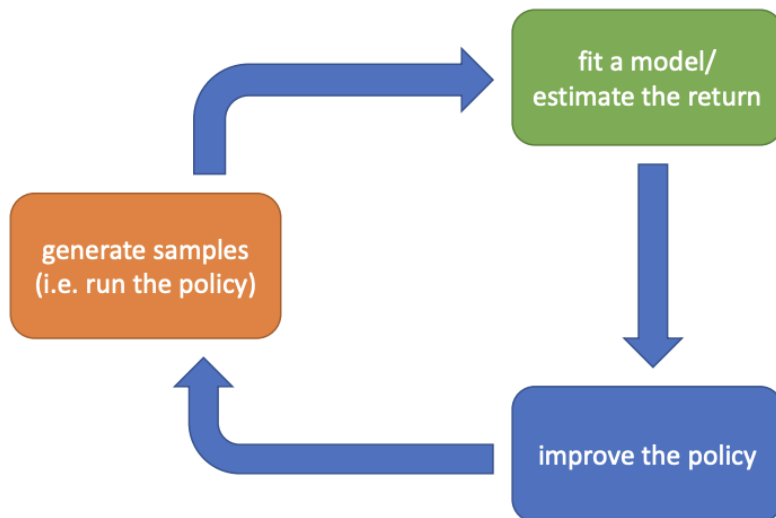 fit a model/
estimate the return
generate samples
(i.e. run the policy)
improve the policy